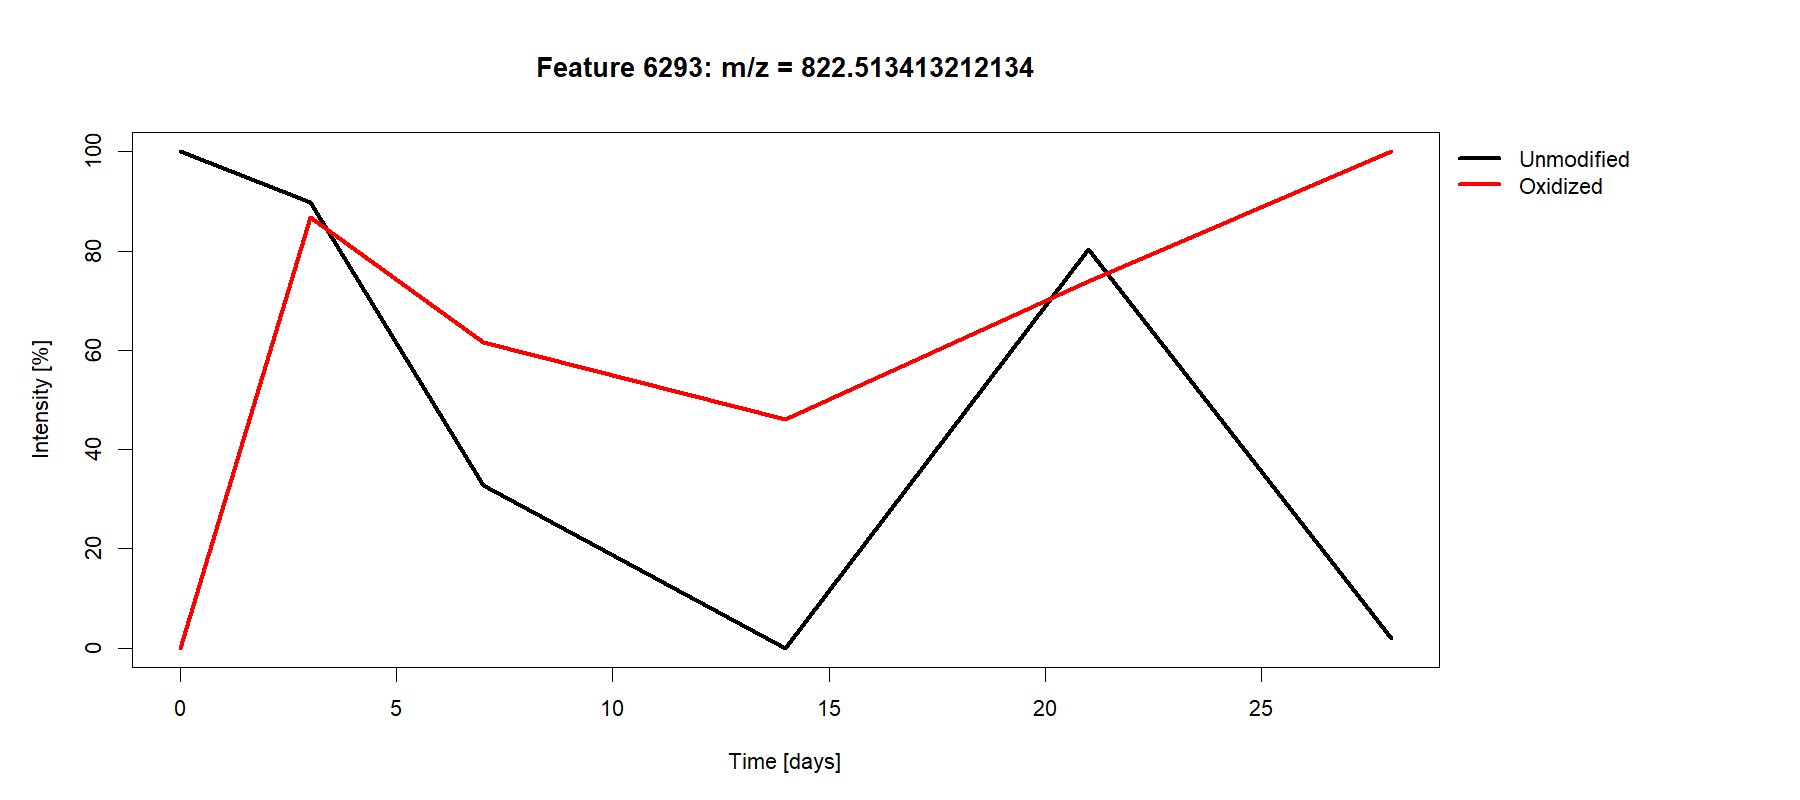 Feature 6293: m/z = 822.513413212134
Unmodified
Oxidized
Intensity [%]
100
80
60
40
20
0
0 5 10 15 20 25
Time [days]